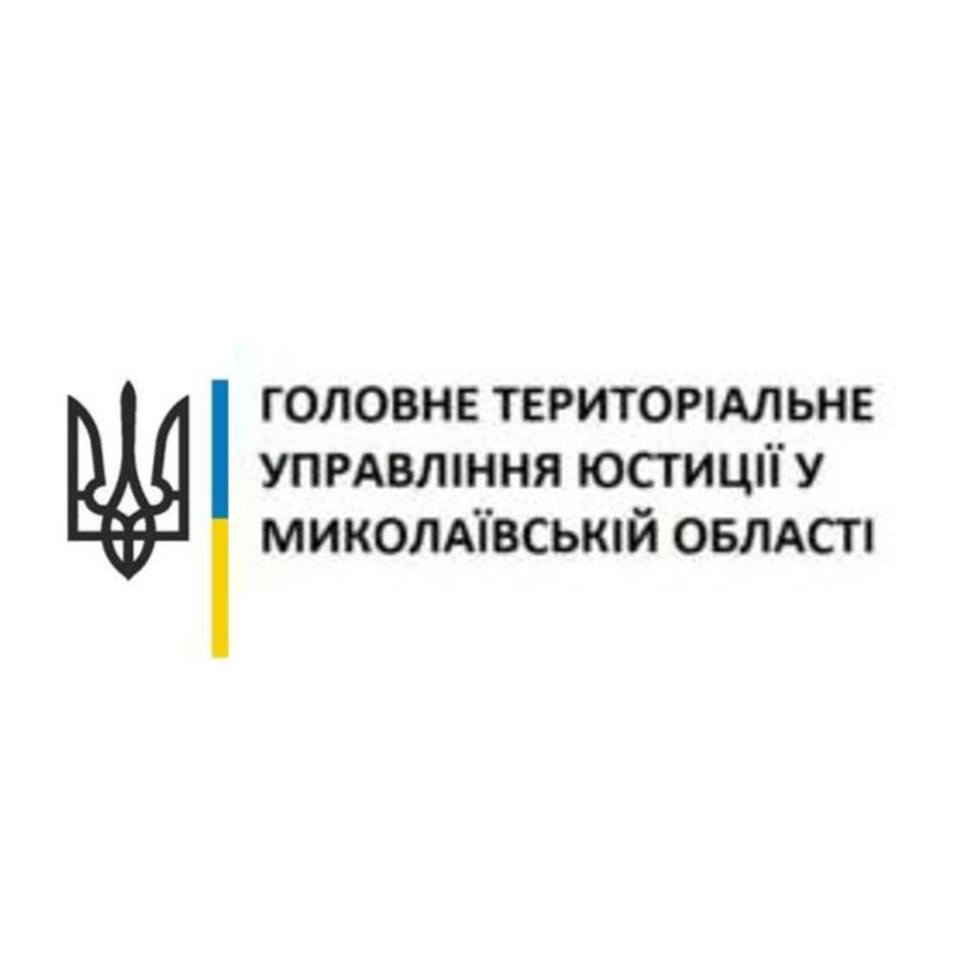 ГОЛОВНЕ ТЕРИТОРІАЛЬНЕ
УПРАВЛІННЯ ЮСТИЦІЇ У
МИКОЛАЇВСЬКІЙ ОБЛАСТІ